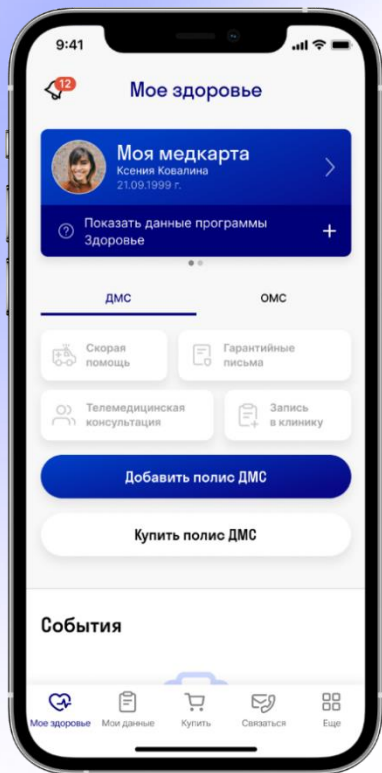 9:41
12
Мое здоровье
Моя медкарта
Ксения Ковалина
21.09.1999 г.
Показать данные программы
Здоровье
ДМС
ОМС
Скорая
помощь
Гарантийные
письма
Телемедицинская
консультация
Запись
в клинику
Добавить полис ДМС
Купить полис ДМС
События
Мое здоровье
Мои данные
Купить
Связаться
Еще